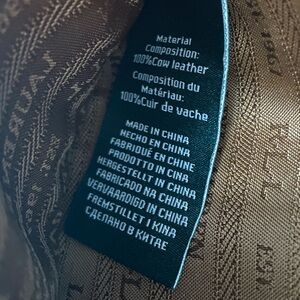 Material
Composition:
100%Cow leather
Composition du
Matériau:
100%Cuir de vache
MADE IN CHINA
HECHO EN CHINA
FABRIQUÉ EN CHINE
PRODOTTO IN CINA
HERGESTELLT IN CHINA
FABRICADO NA CHINA
VERVAARDIGD IN CHINA
FREMSTILLET I KINA
СДЕЛАНО В КИТАЕ